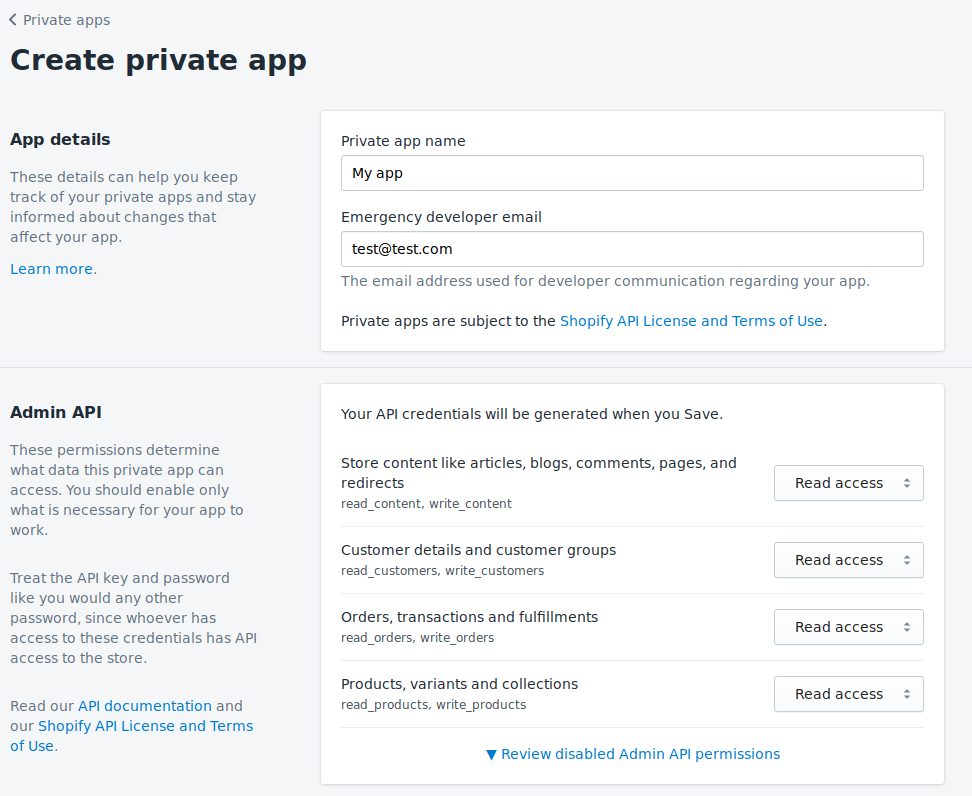 Private apps
Create private app
App details
These details can help you keep
track of your private apps and stay
informed about changes that
affect your app.
Learn more.
Private app name
My app
Emergency developer email
test@test.com
The email address used for developer communication regarding your app.
Private apps are subject to the Shopify API License and Terms of Use.
Admin API
These permissions determine
what data this private app can
access. You should enable only
what is necessary for your app to
work.
Treat the API key and password
like you would any other
password, since whoever has
access to these credentials has API
access to the store.
Read our API documentation and
our Shopify API License and Terms
of Use.
Your API credentials will be generated when you Save.
Store content like articles, blogs, comments, pages, and
redirects
read_content, write_content
Read access
Customer details and customer groups
read_customers, write_customers
Read access
Orders, transactions and fulfillments
read_orders, write_orders
Read access
Products, variants and collections
read_products, write_products
Read access
▼ Review disabled Admin API permissions